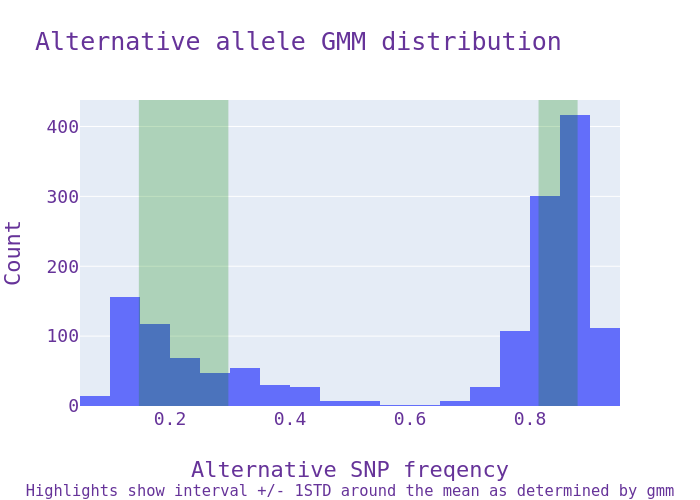 Alternative allele GMM distribution
400
300
200
100
0
Count
0.2 0.4 0.6 0.8
Alternative SNP freqency
Highlights show interval +/- 1STD around the mean as determined by gmm